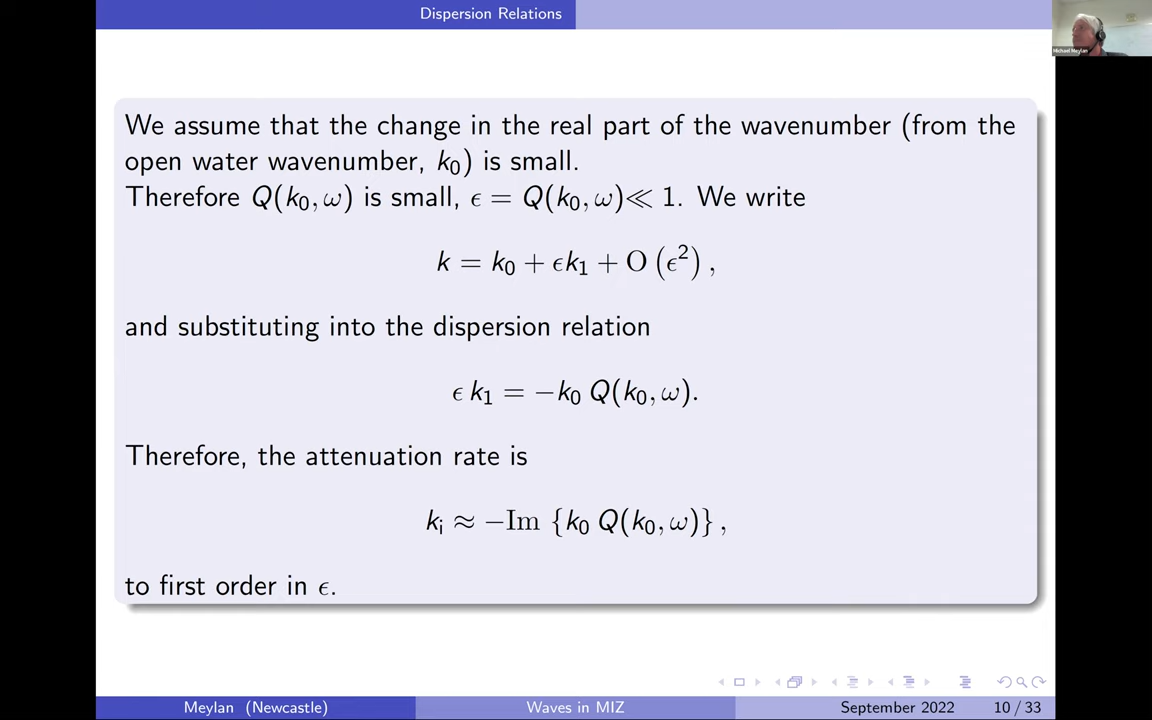 Dispersion Relations
Michael Meylan
We assume that the change in the real part of the wavenumber (from the
open water wavenumber, k₀) is small.
Therefore Q(k₀, ω) is small, ϵ = Q(k₀, ω)≪ 1. We write
k = k₀ + ϵk₁ + O (ϵ²) ,
and substituting into the dispersion relation
ϵ k₁ = −k₀ Q(k₀, ω).
Therefore, the attenuation rate is
kᵢ ≈ −Im {k₀ Q(k₀, ω)} ,
to first order in ϵ.
Meylan (Newcastle) Waves in MIZ September 2022 10 / 33